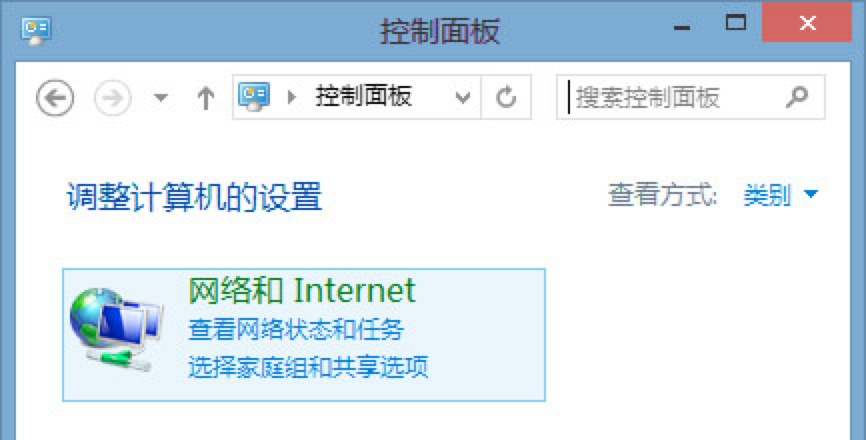 控制面板
控制面板
搜索控制面板
调整计算机的设置
查看方式: 类别
网络和 Internet
查看网络状态和任务
选择家庭组和共享选项